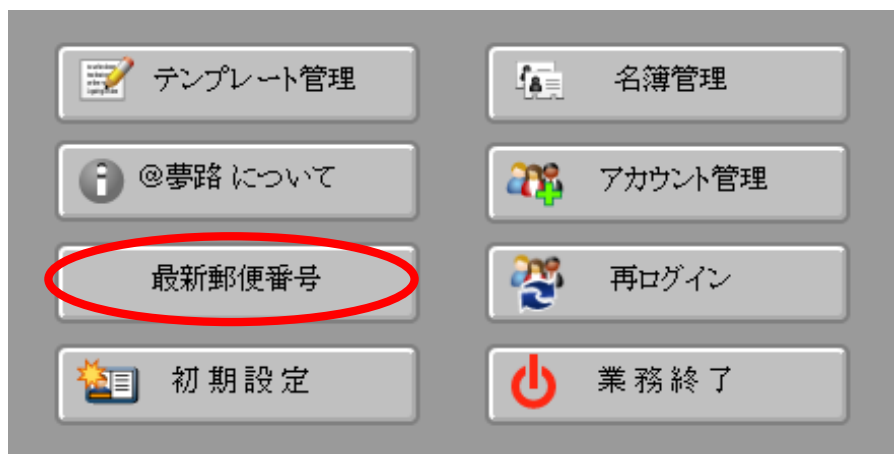 テンプレート管理
名簿管理
@夢路 について
アカウント管理
最新郵便番号
再ログイン
初期設定
業務終了